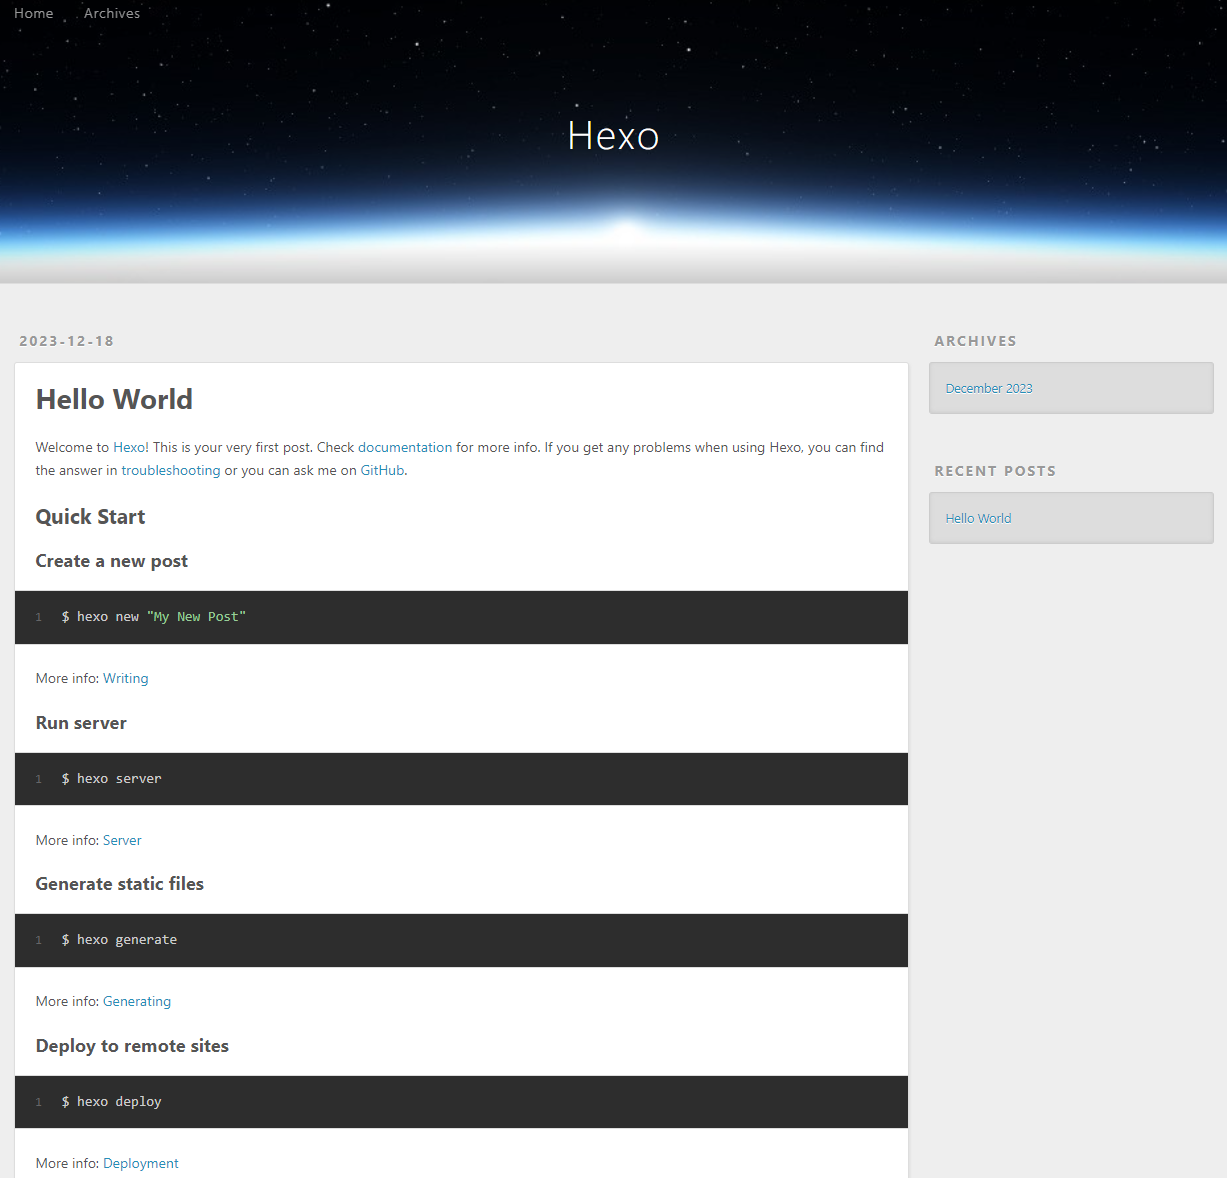 Home Archives
Hexo
2023-12-18
Hello World
Welcome to Hexo! This is your very first post. Check documentation for more info. If you get any problems when using Hexo, you can find
the answer in troubleshooting or you can ask me on GitHub.
Quick Start
Create a new post
1 $ hexo new "My New Post"
More info: Writing
Run server
1 $ hexo server
More info: Server
Generate static files
1 $ hexo generate
More info: Generating
Deploy to remote sites
1 $ hexo deploy
More info: Deployment
ARCHIVES
December 2023
RECENT POSTS
Hello World